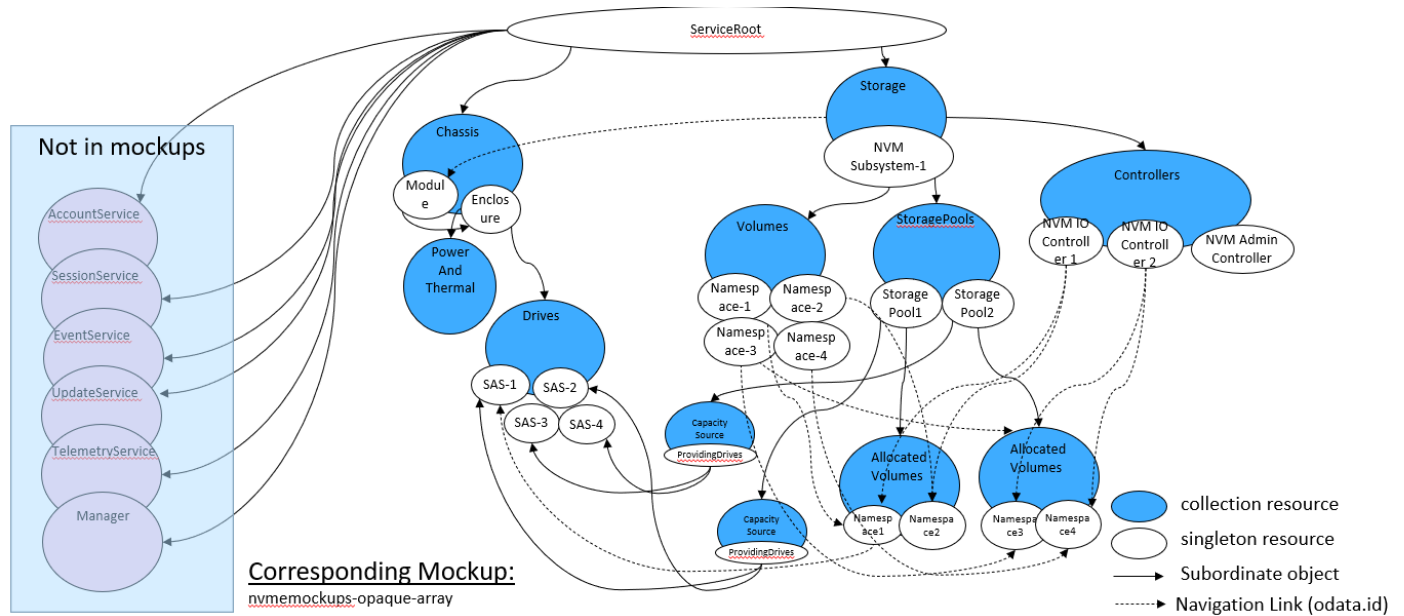 ServiceRoot
Storage
NVM
Subsystem-1
Chassis
Modul
e
Enclo
sure
Power
And
Thermal
Controllers
NVM IO
Controll
er 1
NVM IO
Controll
er 2
NVM Admin
Controller
Not in mockups
AccountService
SessionService
EventService
UpdateService
TelemetryService
Manager
Volumes
Namesp
ace-1
Namesp
ace-2
Namesp
ace-3
Namesp
ace-4
StoragePools
Storage
Pool1
Storage
Pool2
Drives
SAS-1
SAS-2
SAS-3
SAS-4
Capacity
Source
ProvidingDrives
Capacity
Source
ProvidingDrives
Allocated
Volumes
Namesp
ace1
Namesp
ace2
Allocated
Volumes
Namespa
ce3
Namespa
ce4
collection resource
singleton resource
Subordinate object
Navigation Link (odata.id)
Corresponding Mockup:
nvmemockups-opaque-array